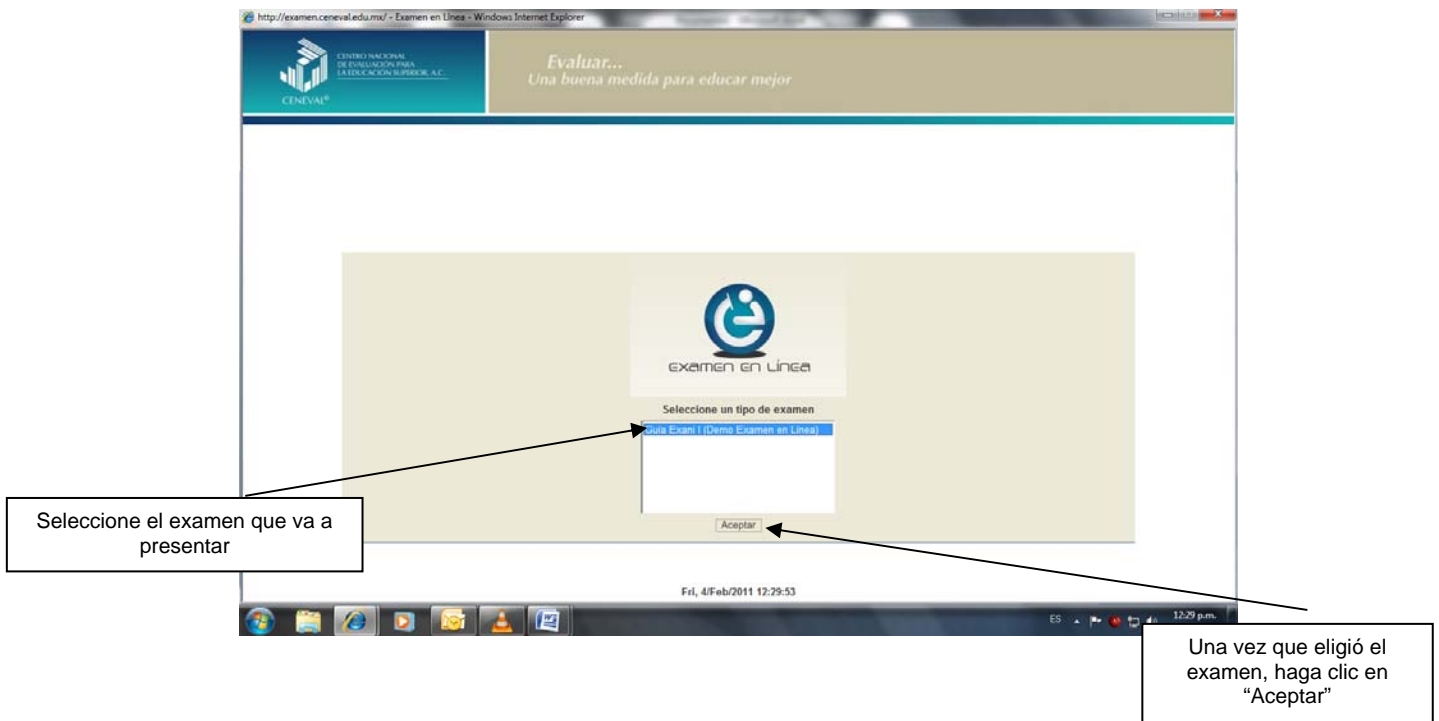 http://examen.ceneval.edu.mx/ - Examen en Línea - Windows Internet Explorer
CENTRO NACIONAL
DE EVALUACIÓN PARA
LA EDUCACIÓN SUPERIOR, A.C.
CENEVAL®
Evaluar...
Una buena medida para educar mejor
examen en Línea
Seleccione un tipo de examen
Guía Exani I (Demo Examen en Línea)
Aceptar
Seleccione el examen que va a
presentar
Fri, 4/Feb/2011 12:29:53
ES
12:29 p.m.
Una vez que eligió el
examen, haga clic en
“Aceptar”